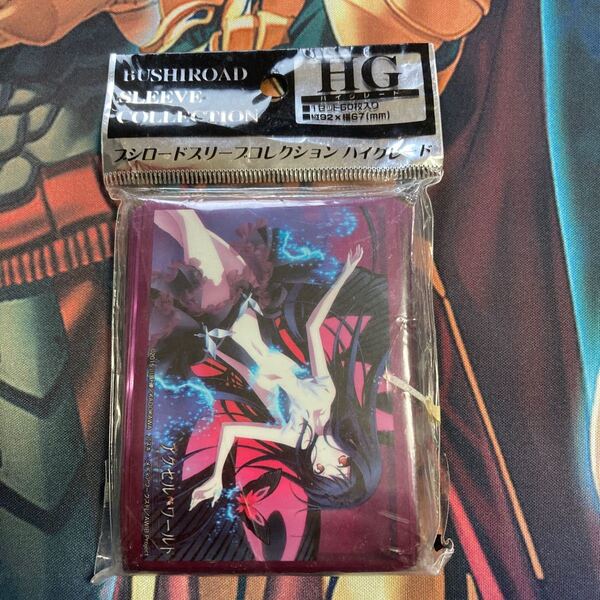 BUSHIROAD
SLEEVE
COLLECTION
HG
ハイグレード
■1セット60枚入り
■縦92×横67(mm)
ブシロードスリーブコレクション ハイグレード
アクセル・ワールド